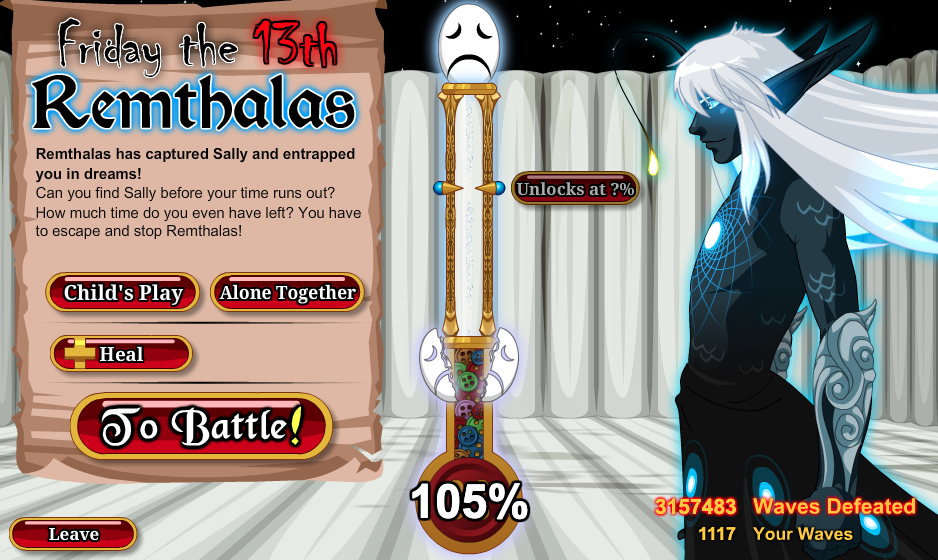 Friday the 13th
Remthalas
Remthalas has captured Sally and entrapped
you in dreams!
Can you find Sally before your time runs out?
How much time do you even have left? You have
to escape and stop Remthalas!
Child's Play
Alone Together
Heal
To Battle!
Leave
Unlocks at ?%
105%
3157483 Waves Defeated
1117 Your Waves